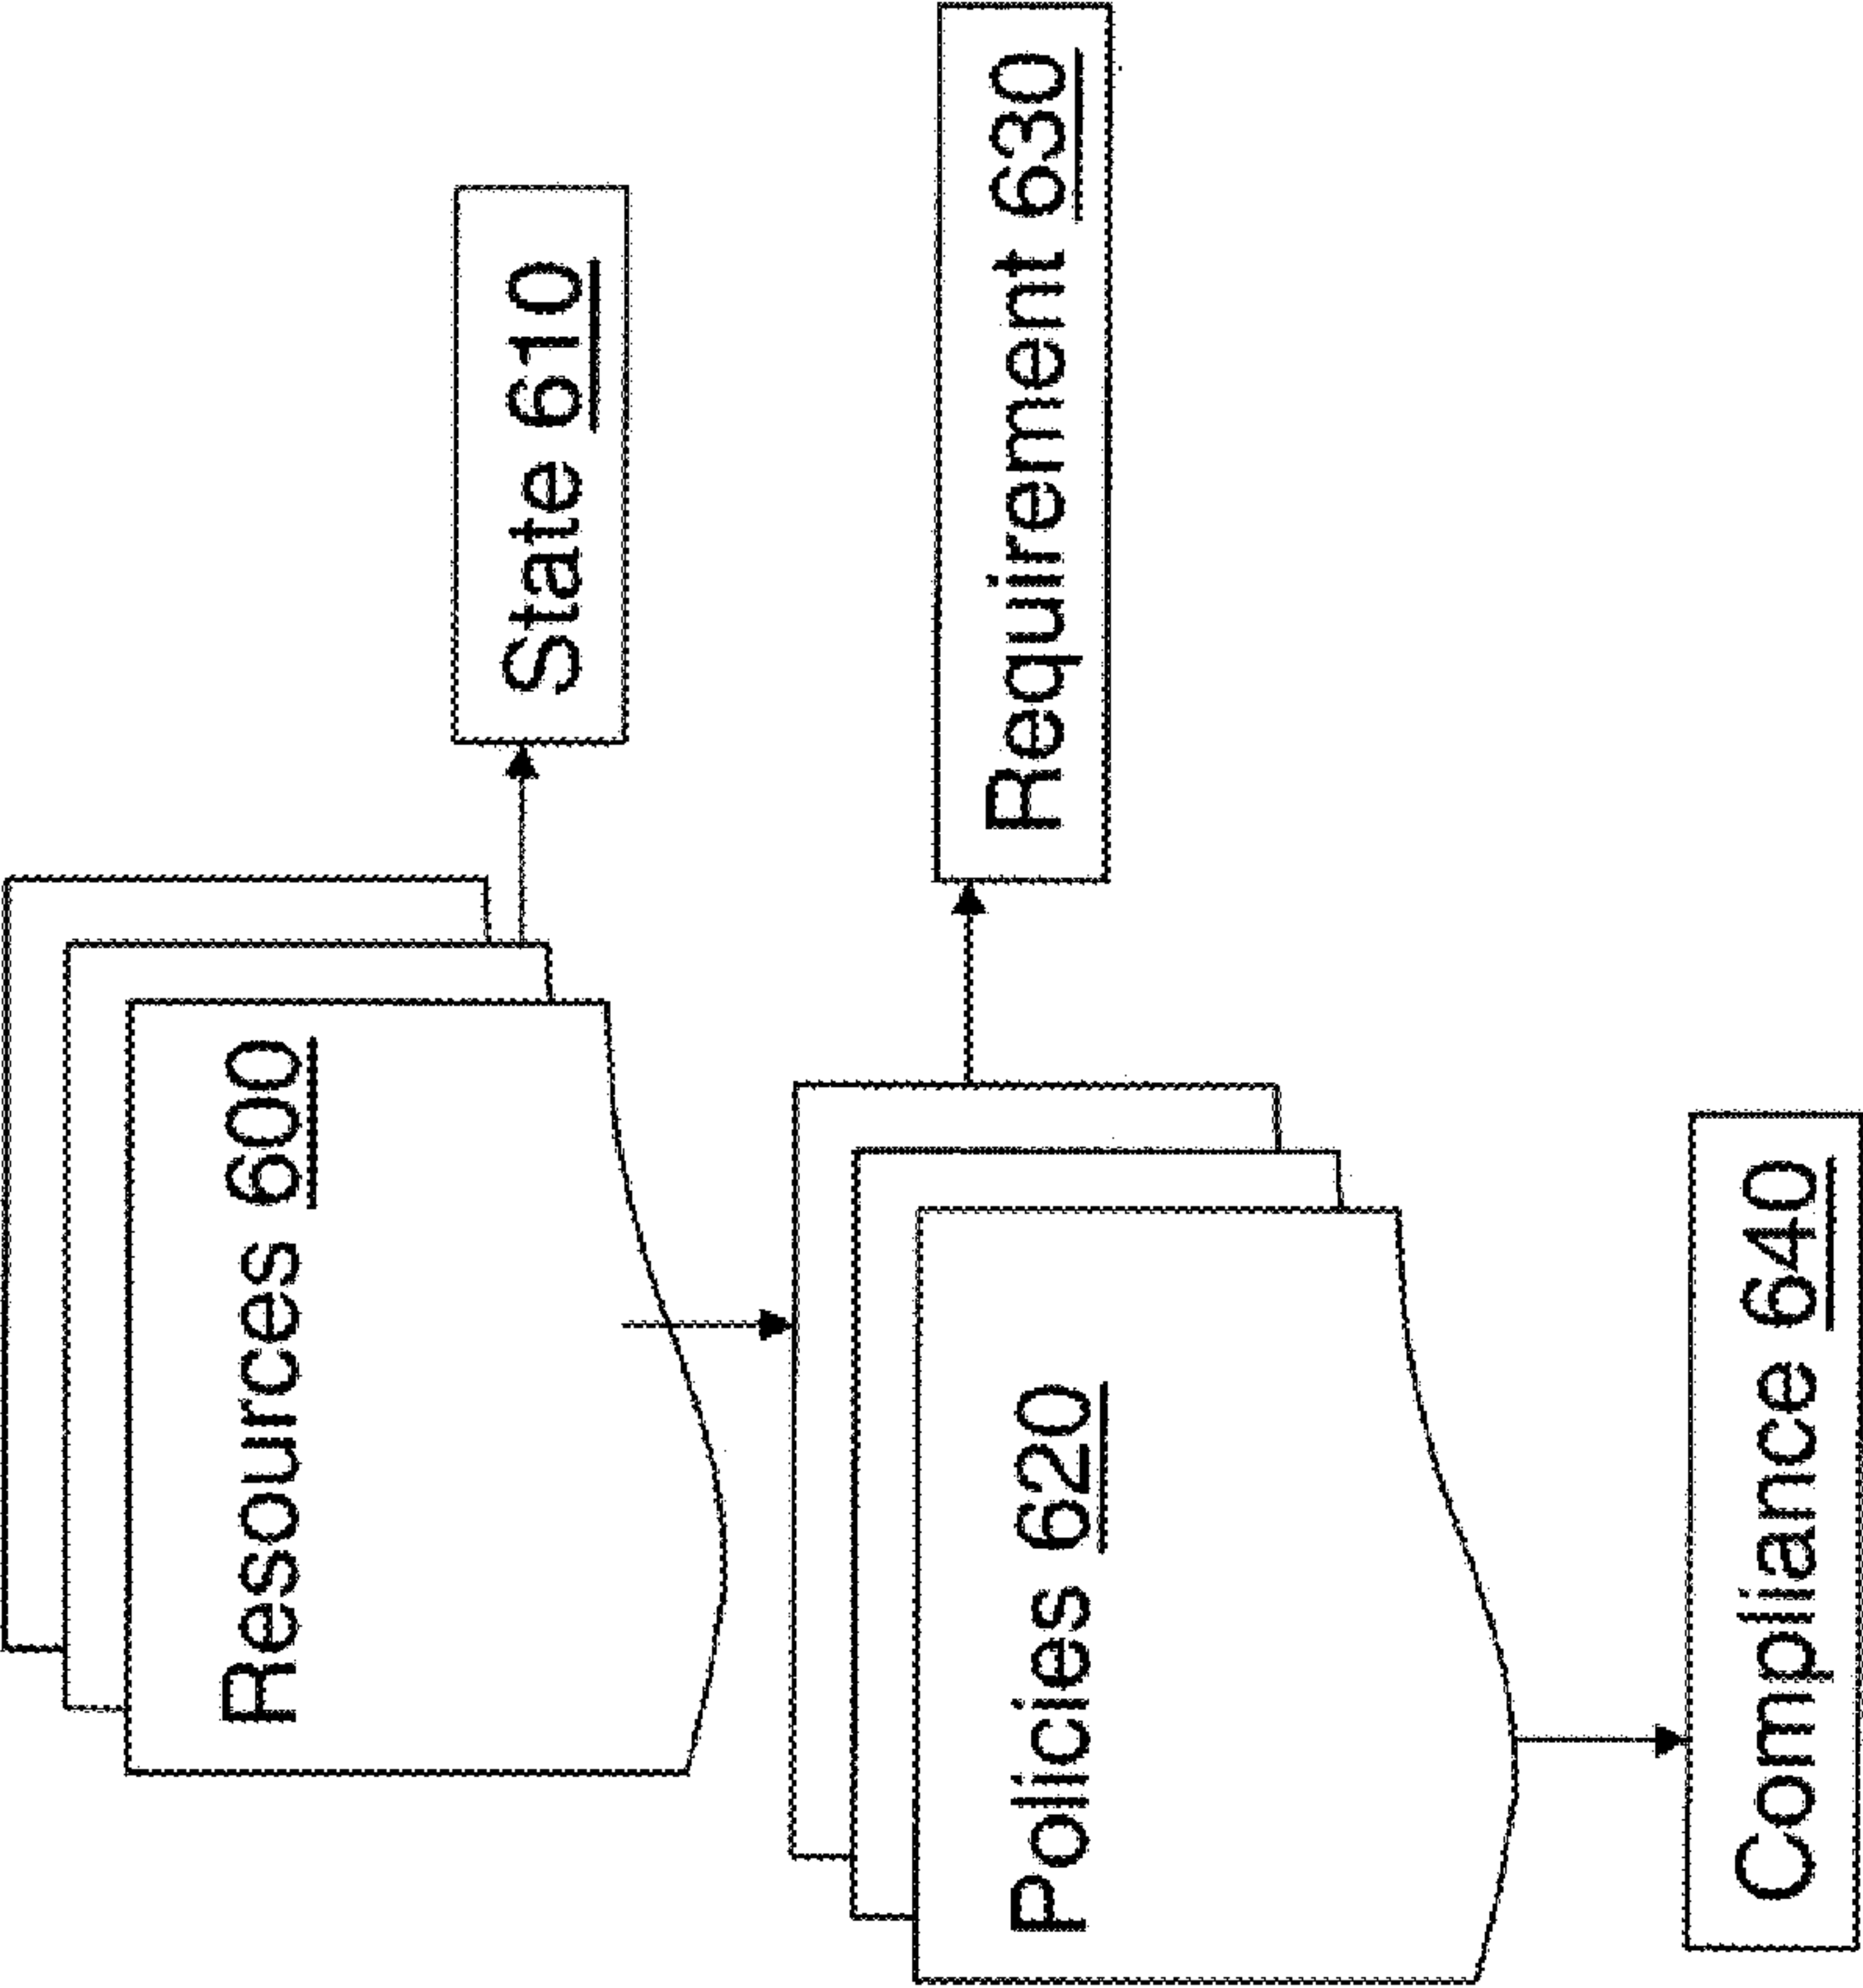 Resources 600
State 610
Policies 620
Requirement 630
Compliance 640